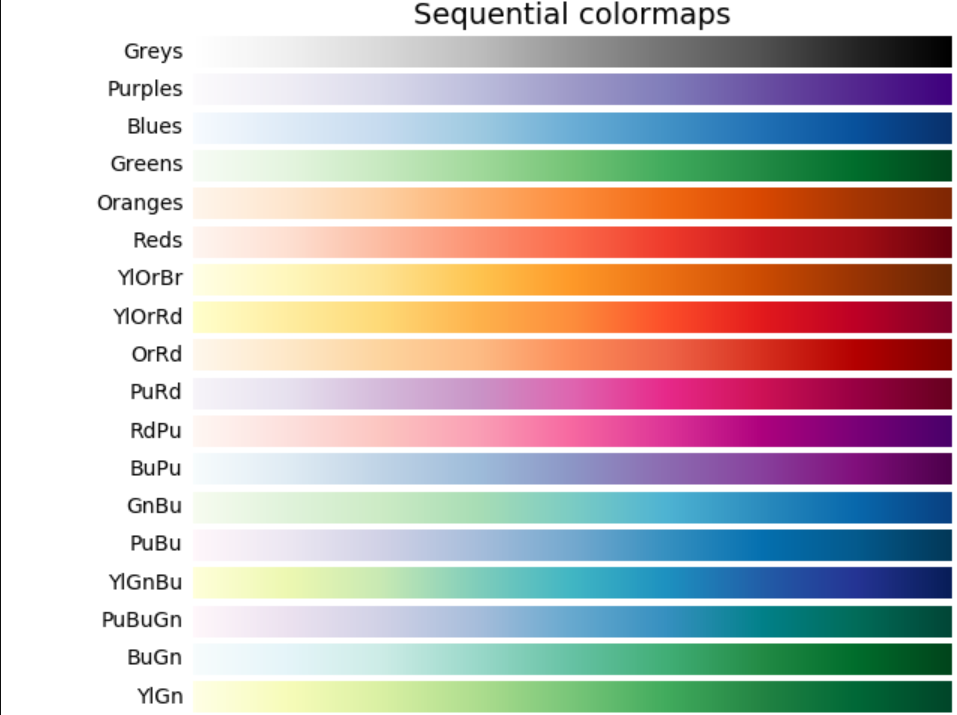 Sequential colormaps
Greys
Purples
Blues
Greens
Oranges
Reds
YlOrBr
YlOrRd
OrRd
PuRd
RdPu
BuPu
GnBu
PuBu
YlGnBu
PuBuGn
BuGn
YlGn